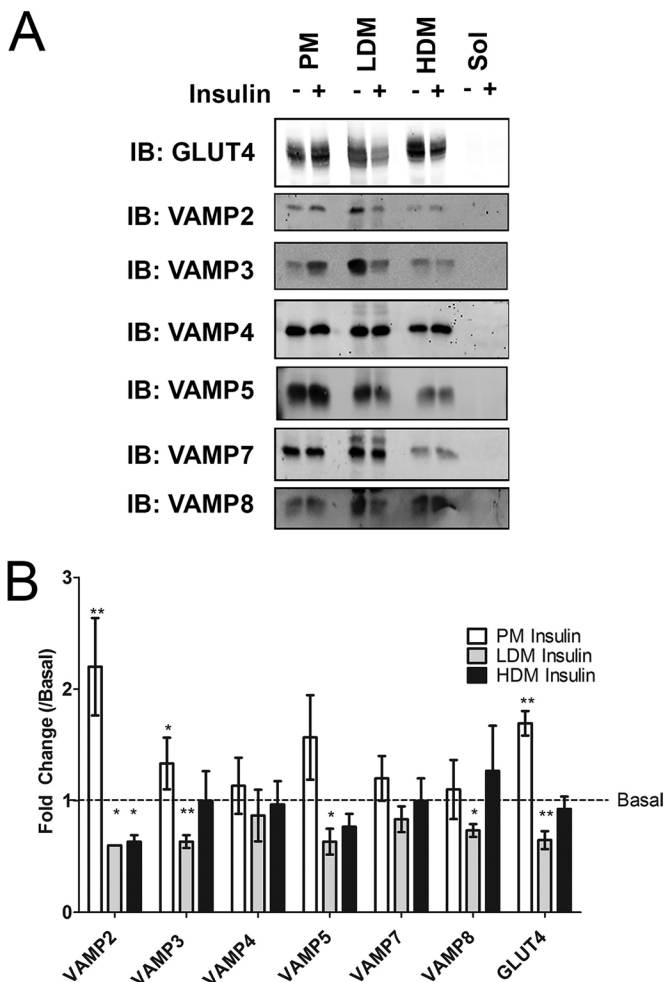 A
PM LDM HDM Sol
Insulin - + - + - + - +
IB: GLUT4
IB: VAMP2
IB: VAMP3
IB: VAMP4
IB: VAMP5
IB: VAMP7
IB: VAMP8
B
Fold Change (/Basal)
3
2
1
0
** 
* *
*
**
*
*
**
**
PM Insulin
LDM Insulin
HDM Insulin
Basal
VAMP2 VAMP3 VAMP4 VAMP5 VAMP7 VAMP8 GLUT4